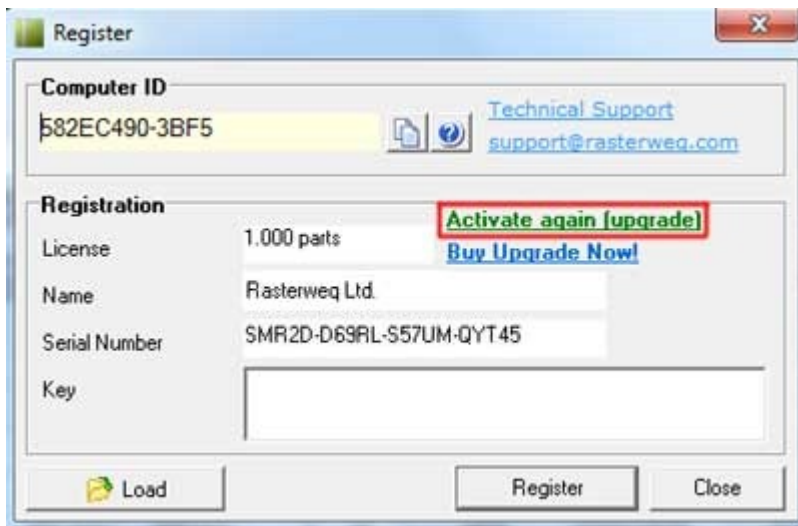 Register
Computer ID
582EC490-3BF5
Technical Support
support@rasterweq.com
Registration
Activate again (upgrade)
License
1.000 parts
Buy Upgrade Now!
Name
Rasterweq Ltd.
Serial Number
SMR2D-D69RL-S57UM-QYT45
Key
Load
Register
Close